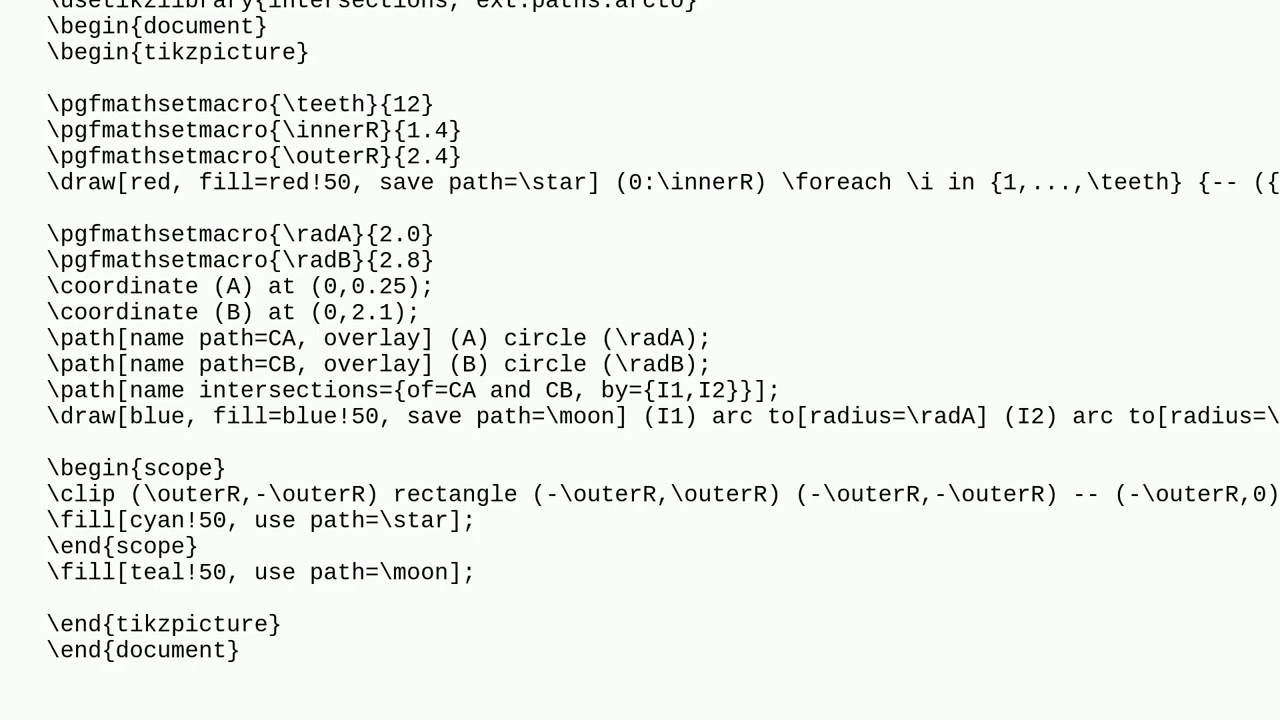 \usetikzlibrary{intersections, ext.paths.arcto}
\begin{document}
\begin{tikzpicture}
\pgfmathsetmacro{\teeth}{12}
\pgfmathsetmacro{\innerR}{1.4}
\pgfmathsetmacro{\outerR}{2.4}
\draw[red, fill=red!50, save path=\star] (0:\innerR) \foreach \i in {1,...,\teeth} {-- ({
\pgfmathsetmacro{\radA}{2.0}
\pgfmathsetmacro{\radB}{2.8}
\coordinate (A) at (0,0.25);
\coordinate (B) at (0,2.1);
\path[name path=CA, overlay] (A) circle (\radA);
\path[name path=CB, overlay] (B) circle (\radB);
\path[name intersections={of=CA and CB, by={I1,I2}}];
\draw[blue, fill=blue!50, save path=\moon] (I1) arc to[radius=\radA] (I2) arc to[radius=\
\begin{scope}
\clip (\outerR,-\outerR) rectangle (-\outerR,\outerR) (-\outerR,-\outerR) -- (-\outerR,0)
\fill[cyan!50, use path=\star];
\end{scope}
\fill[teal!50, use path=\moon];
\end{tikzpicture}
\end{document}